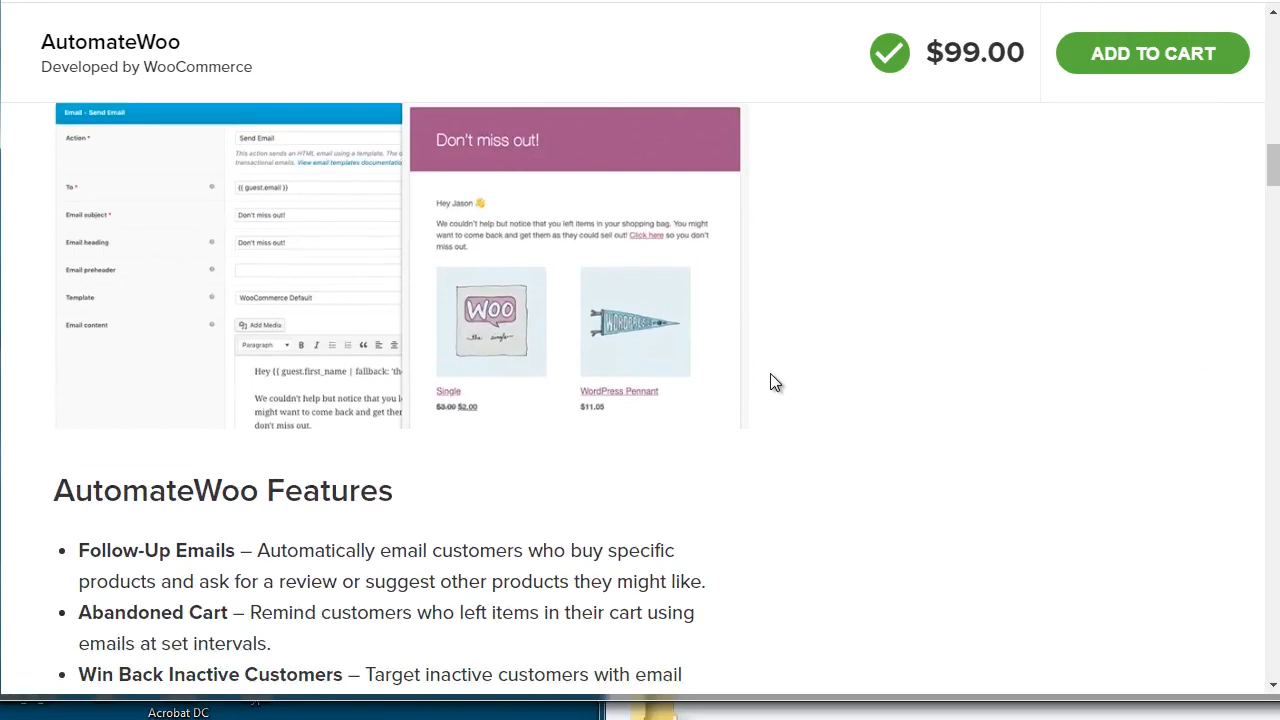 AutomateWoo
Developed by WooCommerce
$99.00
ADD TO CART
Email - Send Email
Action *
Send Email
This action sends an HTML email using a template. The d
transactional emails. View email templates documentatio
To *
{{ guest.email }}
Email subject *
Don't miss out!
Email heading
Don't miss out!
Email preheader
Template
WooCommerce Default
Email content
Add Media
Paragraph
B I
Hey {{ guest.first_name | fallback: 'the
We couldn't help but notice that you le
might want to come back and get them
don't miss out.
Don't miss out!
Hey Jason 👋
We couldn't help but notice that you left items in your shopping bag. You might
want to come back and get them as they could sell out! Click here so you don't
miss out.
WOO
the single
WORDPRESS
Single
$3.00 $2.00
WordPress Pennant
$11.05
AutomateWoo Features
• Follow-Up Emails – Automatically email customers who buy specific
products and ask for a review or suggest other products they might like.
• Abandoned Cart – Remind customers who left items in their cart using
emails at set intervals.
• Win Back Inactive Customers – Target inactive customers with email
Acrobat DC